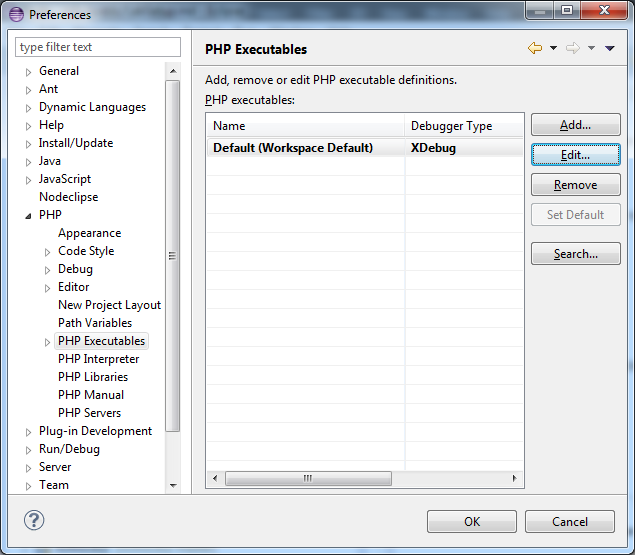 Preferences
type filter text
General
Ant
Dynamic Languages
Help
Install/Update
Java
JavaScript
Nodeclipse
PHP
Appearance
Code Style
Debug
Editor
New Project Layout
Path Variables
PHP Executables
PHP Interpreter
PHP Libraries
PHP Manual
PHP Servers
Plug-in Development
Run/Debug
Server
Team
PHP Executables
Add, remove or edit PHP executable definitions.
PHP executables:
Name Debugger Type
Default (Workspace Default) XDebug
Add...
Edit...
Remove
Set Default
Search...
OK Cancel